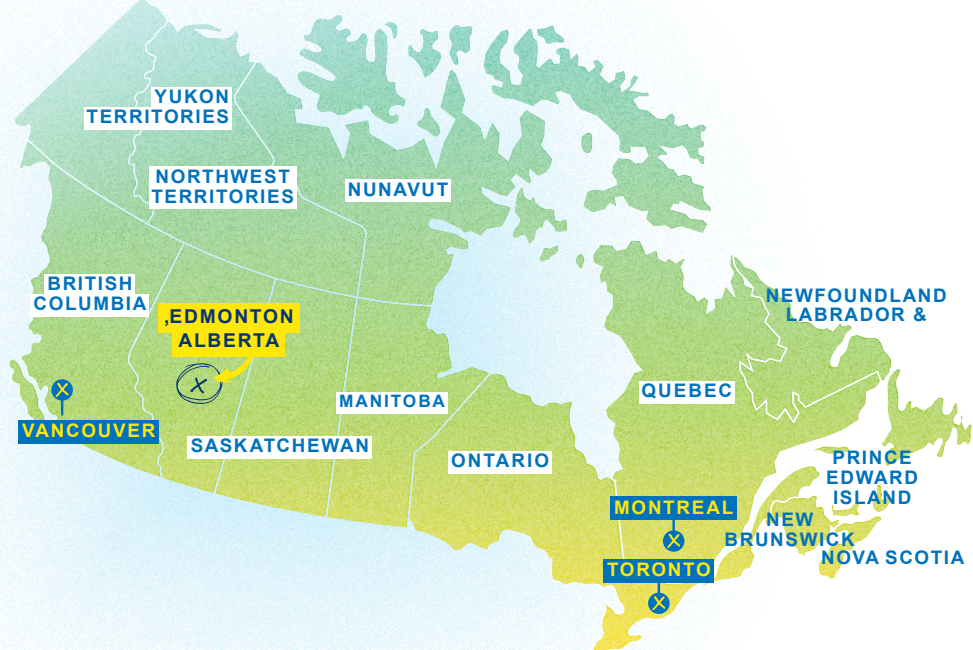 YUKON
TERRITORIES
NORTHWEST
TERRITORIES
NUNAVUT
BRITISH
COLUMBIA
,EDMONTON
ALBERTA
NEWFOUNDLAND
LABRADOR &
QUEBEC
MANITOBA
VANCOUVER
SASKATCHEWAN
ONTARIO
PRINCE
EDWARD
ISLAND
MONTREAL
NEW
BRUNSWICK
NOVA SCOTIA
TORONTO